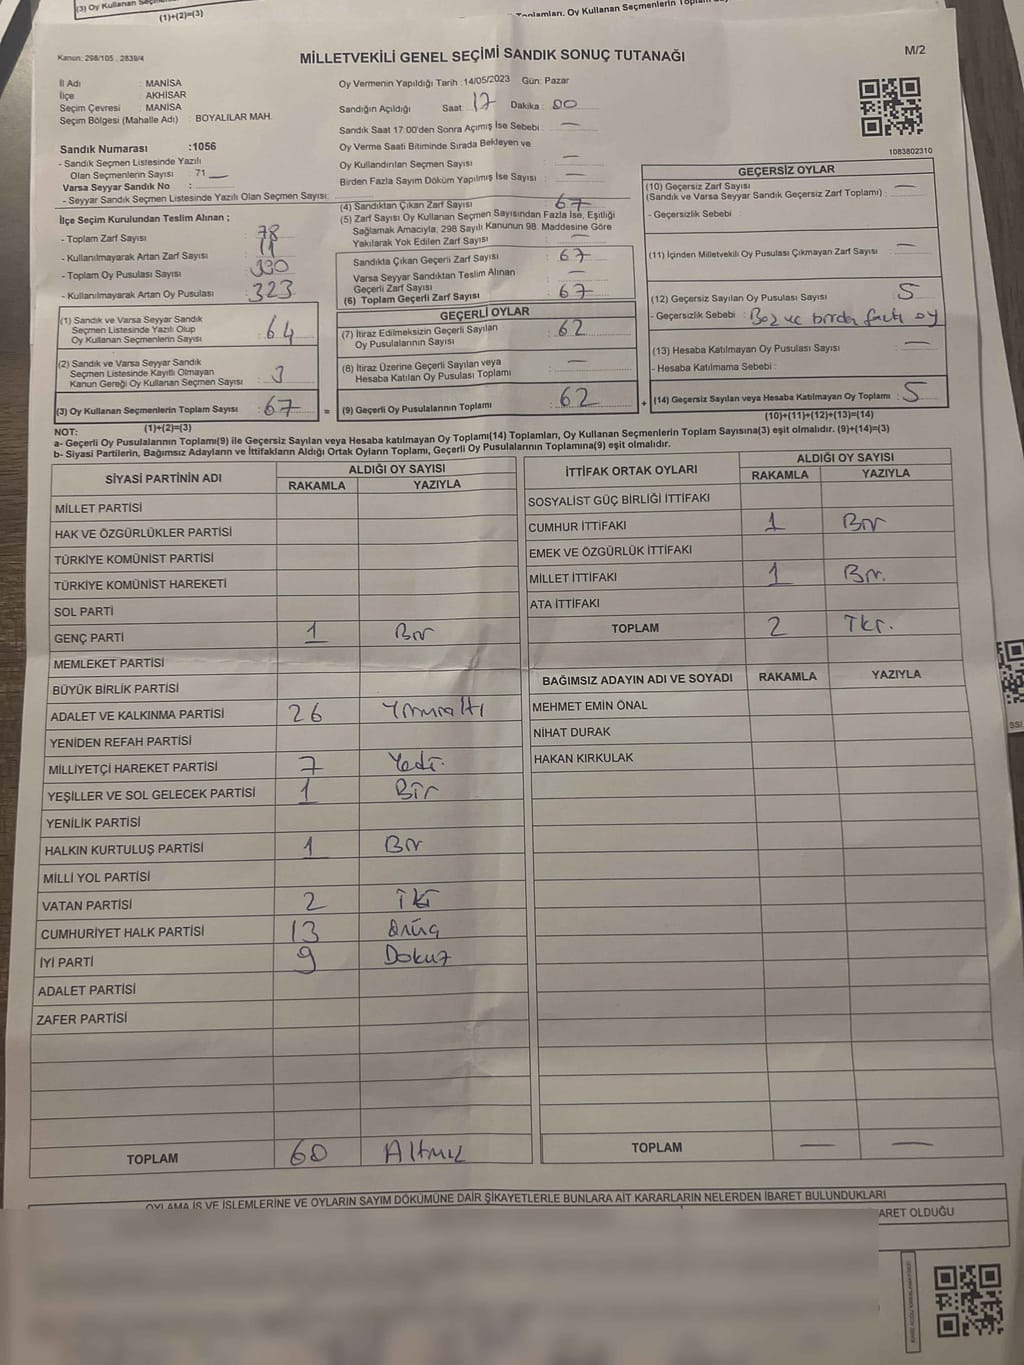 (3) Oy Kullanan
(1)+(2)=(3)
Toplamları, Oy Kullanan Seçmenlerin
Kanun: 298/105 , 2839/4
MİLLETVEKİLİ GENEL SEÇİMİ SANDIK SONUÇ TUTANAĞI
M/2
İl Adı : MANİSA
İlçe : AKHİSAR
Seçim Çevresi : MANİSA
Seçim Bölgesi (Mahalle Adı) : BOYALILAR MAH.
Sandık Numarası :1056
- Sandık Seçmen Listesinde Yazılı
Olan Seçmenlerin Sayısı : 71
Varsa Seyyar Sandık No :
- Seyyar Sandık Seçmen Listesinde Yazılı Olan Seçmen Sayısı:
Oy Vermenin Yapıldığı Tarih : 14/05/2023 Gün: Pazar
Sandığın Açıldığı Saat: 17 Dakika : 00
Sandık Saat 17:00'den Sonra Açımış İse Sebebi : —
Oy Verme Saati Bitiminde Sırada Bekleyen ve
Oy Kullandırılan Seçmen Sayısı : —
Birden Fazla Sayım Döküm Yapılmış İse Sayısı : —
1083802310
İlçe Seçim Kurulundan Teslim Alınan ;
- Toplam Zarf Sayısı : 78
- Kullanılmayarak Artan Zarf Sayısı : 11
- Toplam Oy Pusulası Sayısı : 390
- Kullanılmayarak Artan Oy Pusulası : 323
(1) Sandık ve Varsa Seyyar Sandık
Seçmen Listesinde Yazılı Olup
Oy Kullanan Seçmenlerin Sayısı : 64
(2) Sandık ve Varsa Seyyar Sandık
Seçmen Listesinde Kayıtlı Olmayan
Kanun Gereği Oy Kullanan Seçmen Sayısı : 3
(3) Oy Kullanan Seçmenlerin Toplam Sayısı : 67
(1)+(2)=(3)
(4) Sandıktan Çıkan Zarf Sayısı : 67
(5) Zarf Sayısı Oy Kullanan Seçmen Sayısından Fazla İse, Eşitliği
Sağlamak Amacıyla, 298 Sayılı Kanunun 98. Maddesine Göre
Yakılarak Yok Edilen Zarf Sayısı : —
Sandıkta Çıkan Geçerli Zarf Sayısı : 67
Varsa Seyyar Sandıktan Teslim Alınan
Geçerli Zarf Sayısı : —
(6) Toplam Geçerli Zarf Sayısı : 67
GEÇERLİ OYLAR
(7) İtiraz Edilmeksizin Geçerli Sayılan
Oy Pusulalarının Sayısı : 62
(8) İtiraz Üzerine Geçerli Sayılan veya
Hesaba Katılan Oy Pusulası Toplamı : —
= (9) Geçerli Oy Pusulalarının Toplamı : 62
GEÇERSİZ OYLAR
(10) Geçersiz Zarf Sayısı
(Sandık ve Varsa Seyyar Sandık Geçersiz Zarf Toplamı) : —
- Geçersizlik Sebebi :
(11) İçinden Milletvekili Oy Pusulası Çıkmayan Zarf Sayısı : —
(12) Geçersiz Sayılan Oy Pusulası Sayısı : 5
- Geçersizlik Sebebi : Boz ve birden fazla oy
(13) Hesaba Katılmayan Oy Pusulası Sayısı : —
- Hesaba Katılmama Sebebi :
+ (14) Geçersiz Sayılan veya Hesaba Katılmayan Oy Toplamı : 5
(10)+(11)+(12)+(13)=(14)
NOT:
a- Geçerli Oy Pusulalarının Toplamı(9) ile Geçersiz Sayılan veya Hesaba katılmayan Oy Toplamı(14) Toplamları, Oy Kullanan Seçmenlerin Toplam Sayısına(3) eşit olmalıdır. (9)+(14)=(3)
b- Siyasi Partilerin, Bağımsız Adayların ve İttifakların Aldığı Ortak Oyların Toplamı, Geçerli Oy Pusulalarının Toplamına(9) eşit olmalıdır.
SİYASİ PARTİNİN ADI ALDIĞI OY SAYISI
RAKAMLA YAZIYLA
MİLLET PARTİSİ
HAK VE ÖZGÜRLÜKLER PARTİSİ
TÜRKİYE KOMÜNİST PARTİSİ
TÜRKİYE KOMÜNİST HAREKETİ
SOL PARTİ
GENÇ PARTİ 1 Bir
MEMLEKET PARTİSİ
BÜYÜK BİRLİK PARTİSİ
ADALET VE KALKINMA PARTİSİ 26 Yirmialtı
YENİDEN REFAH PARTİSİ
MİLLİYETÇİ HAREKET PARTİSİ 7 Yedi
YEŞİLLER VE SOL GELECEK PARTİSİ 1 Bir
YENİLİK PARTİSİ
HALKIN KURTULUŞ PARTİSİ 1 Bir
MİLLİ YOL PARTİSİ
VATAN PARTİSİ 2 İki
CUMHURİYET HALK PARTİSİ 13 Onüç
İYİ PARTİ 9 Dokuz
ADALET PARTİSİ
ZAFER PARTİSİ
TOPLAM 60 Altmış
İTTİFAK ORTAK OYLARI ALDIĞI OY SAYISI
RAKAMLA YAZIYLA
SOSYALİST GÜÇ BİRLİĞİ İTTİFAKI
CUMHUR İTTİFAKI 1 Bir
EMEK VE ÖZGÜRLÜK İTTİFAKI
MİLLET İTTİFAKI 1 Bir.
ATA İTTİFAKI
TOPLAM 2 İki.
BAĞIMSIZ ADAYIN ADI VE SOYADI RAKAMLA YAZIYLA
MEHMET EMİN ÖNAL
NİHAT DURAK
HAKAN KIRKULAK
TOPLAM — —
OYLAMA İŞ VE İŞLEMLERİNE VE OYLARIN SAYIM DÖKÜMÜNE DAİR ŞİKAYETLERLE BUNLARA AİT KARARLARIN NELERDEN İBARET BULUNDUKLARI
ARET OLDUĞU